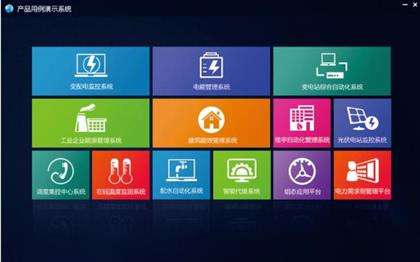 产品用例演示系统
变配电监控系统
电能管理系统
变电站综合自动化系统
工业企业能源管理系统
建筑能效管理系统
楼宇自动化管理系统
光伏电站监控系统
调度集控中心系统
在线温度监测系统
配水自动化系统
智能代维系统
组态应用平台
电力需求侧管理平台